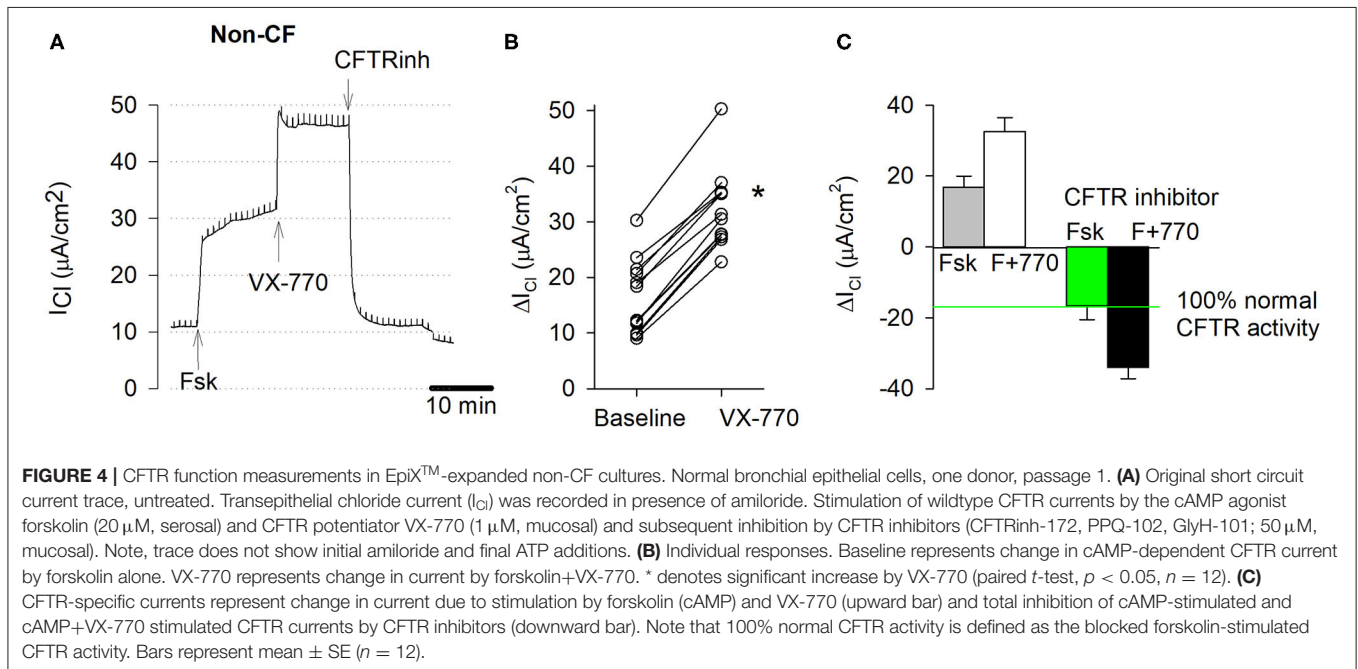 A
Non-CF
CFTRinh
50
40
30
20
10
0
ICl (µA/cm2)
VX-770
Fsk
10 min
B
50
40
30
20
10
0
ΔICl (µA/cm²)
*
Baseline VX-770
C
40
20
0
-20
-40
ΔICl (µA/cm²)
Fsk F+770
CFTR inhibitor
Fsk F+770
100% normal
CFTR activity
FIGURE 4 | CFTR function measurements in EpiX™-expanded non-CF cultures. Normal bronchial epithelial cells, one donor, passage 1. (A) Original short circuit
current trace, untreated. Transepithelial chloride current (ICl) was recorded in presence of amiloride. Stimulation of wildtype CFTR currents by the cAMP agonist
forskolin (20 µM, serosal) and CFTR potentiator VX-770 (1 µM, mucosal) and subsequent inhibition by CFTR inhibitors (CFTRinh-172, PPQ-102, GlyH-101; 50 µM,
mucosal). Note, trace does not show initial amiloride and final ATP additions. (B) Individual responses. Baseline represents change in cAMP-dependent CFTR current
by forskolin alone. VX-770 represents change in current by forskolin+VX-770. * denotes significant increase by VX-770 (paired t-test, p < 0.05, n = 12). (C)
CFTR-specific currents represent change in current due to stimulation by forskolin (cAMP) and VX-770 (upward bar) and total inhibition of cAMP-stimulated and
cAMP+VX-770 stimulated CFTR currents by CFTR inhibitors (downward bar). Note that 100% normal CFTR activity is defined as the blocked forskolin-stimulated
CFTR activity. Bars represent mean ± SE (n = 12).